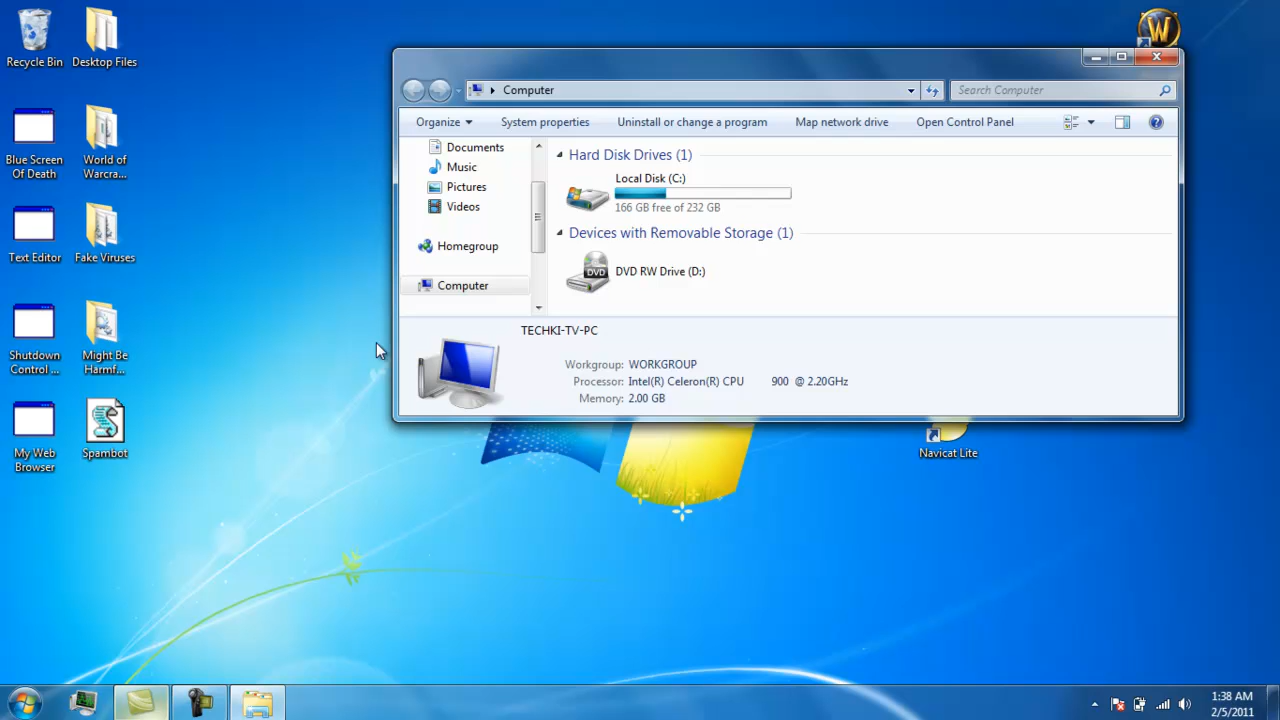 Recycle Bin
Desktop Files
Blue Screen
Of Death
World of
Warcra...
Text Editor
Fake Viruses
Shutdown
Control ...
Might Be
Harmf...
My Web
Browser
Spambot
W
Computer
Search Computer
Organize
System properties
Uninstall or change a program
Map network drive
Open Control Panel
Documents
Music
Pictures
Videos
Homegroup
Computer
Hard Disk Drives (1)
Local Disk (C:)
166 GB free of 232 GB
Devices with Removable Storage (1)
DVD
DVD RW Drive (D:)
TECHKI-TV-PC
Workgroup: WORKGROUP
Processor: Intel(R) Celeron(R) CPU 900 @ 2.20GHz
Memory: 2.00 GB
Navicat Lite
1:38 AM
2/5/2011